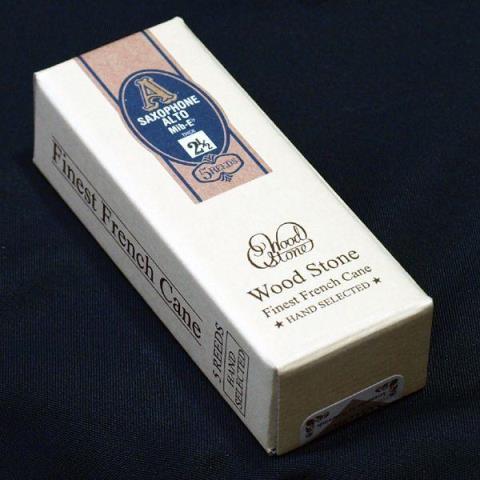 A
SAXOPHONE
ALTO
Mib-E♭
THICK
2½
5 REEDS
Wood
Stone
Wood Stone
Finest French Cane
★ HAND SELECTED ★
Finest French Cane
5 REEDS
HAND
SELECTED